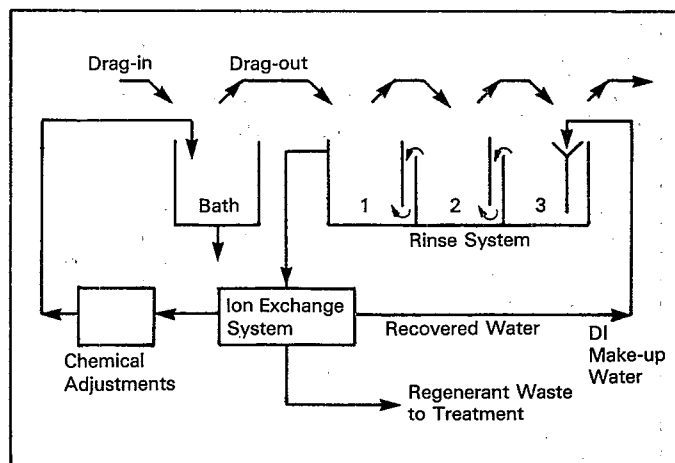 Drag-in
Drag-out
Bath
1
2
3
Rinse System
Ion Exchange
System
Recovered Water
DI
Make-up
Water
Chemical
Adjustments
Regenerant Waste
to Treatment